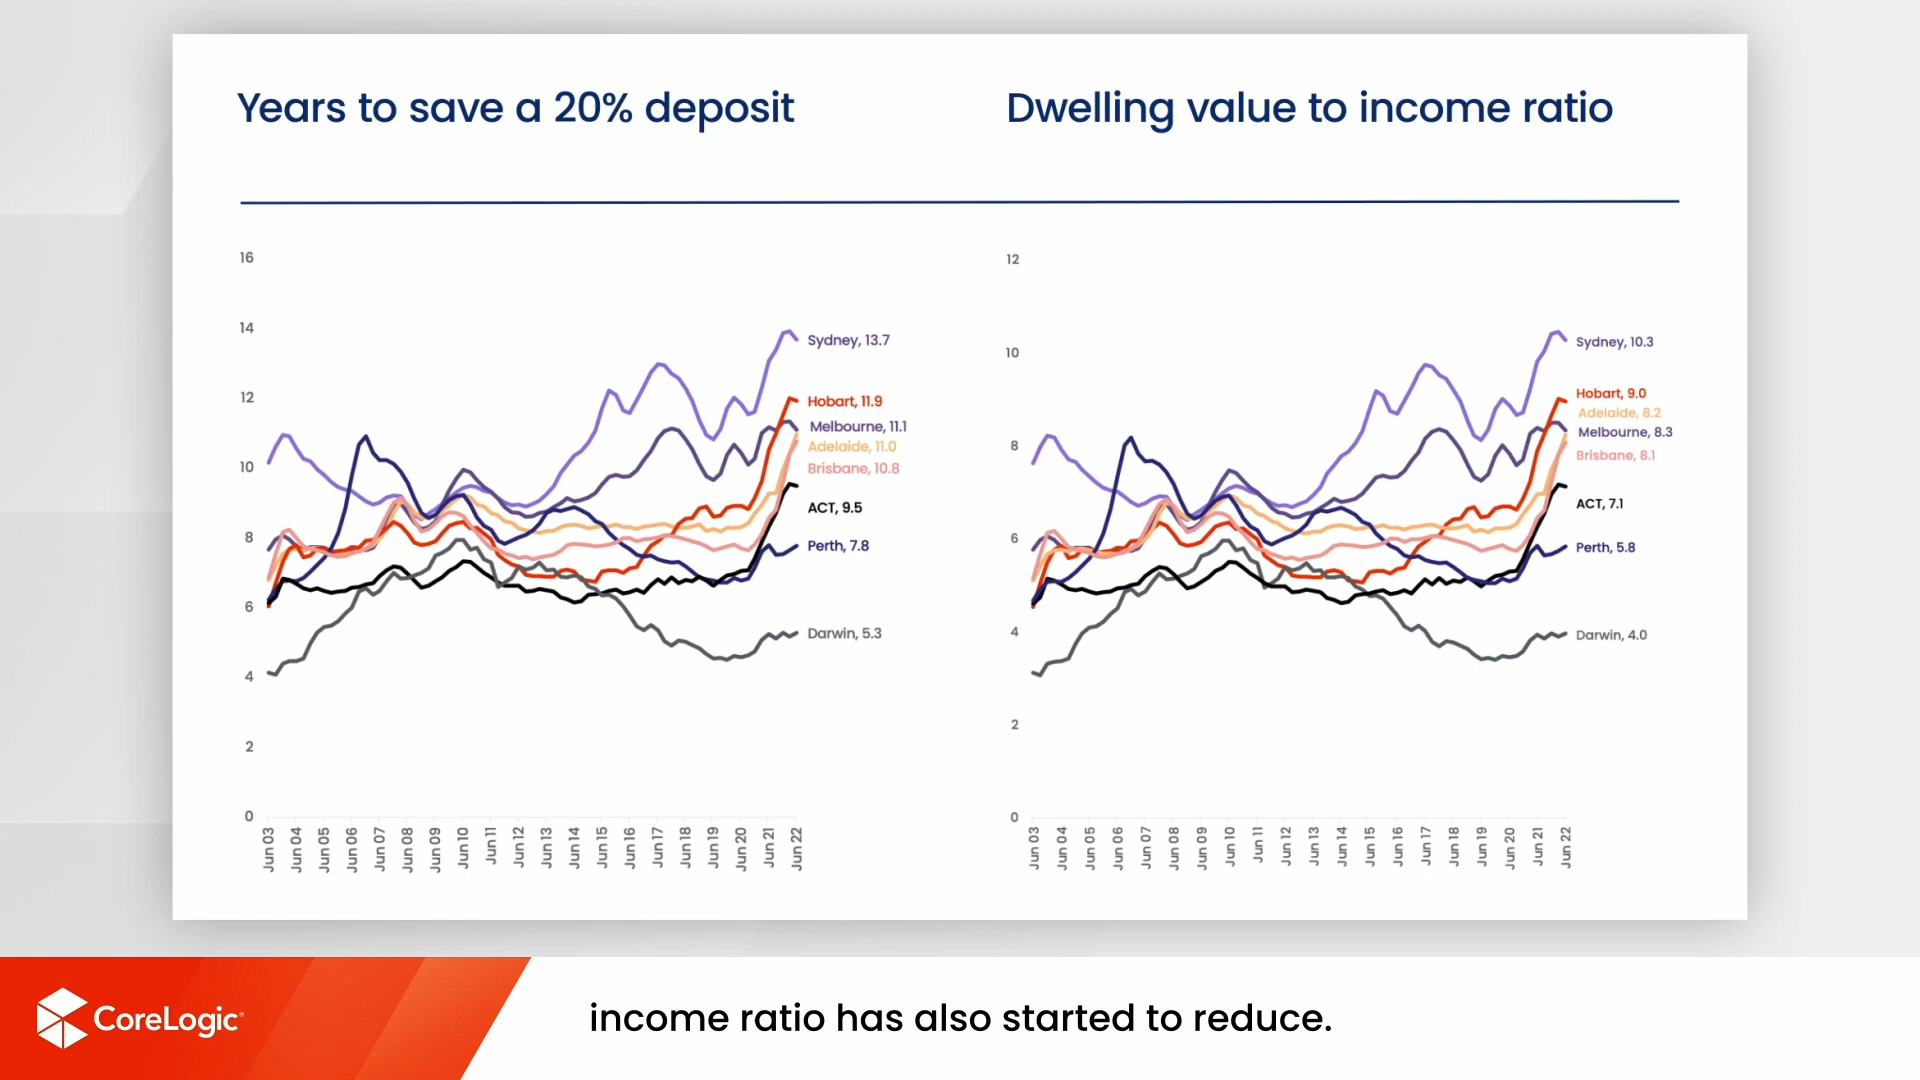 Years to save a 20% deposit
16
14
12
10
8
6
4
2
0
Sydney, 13.7
Hobart, 11.9
Melbourne, 11.1
Adelaide, 11.0
Brisbane, 10.8
ACT, 9.5
Perth, 7.8
Darwin, 5.3
Jun 03
Jun 04
Jun 05
Jun 06
Jun 07
Jun 08
Jun 09
Jun 10
Jun 11
Jun 12
Jun 13
Jun 14
Jun 15
Jun 16
Jun 17
Jun 18
Jun 19
Jun 20
Jun 21
Jun 22
Dwelling value to income ratio
12
10
8
6
4
2
0
Sydney, 10.3
Hobart, 9.0
Adelaide, 8.2
Melbourne, 8.3
Brisbane, 8.1
ACT, 7.1
Perth, 5.8
Darwin, 4.0
Jun 03
Jun 04
Jun 05
Jun 06
Jun 07
Jun 08
Jun 09
Jun 10
Jun 11
Jun 12
Jun 13
Jun 14
Jun 15
Jun 16
Jun 17
Jun 18
Jun 19
Jun 20
Jun 21
Jun 22
CoreLogic
income ratio has also started to reduce.